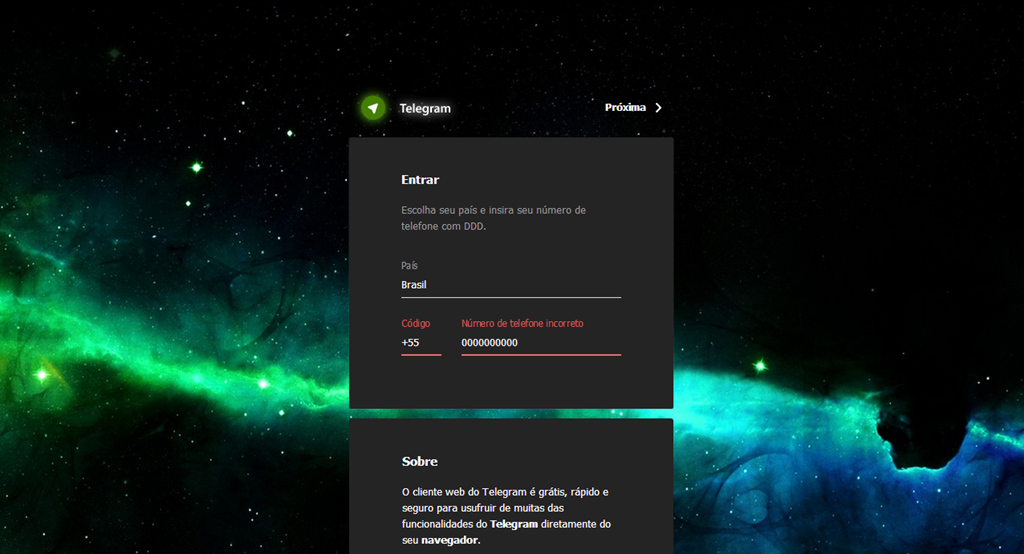 Telegram
Próxima
Entrar
Escolha seu país e insira seu número de
telefone com DDD.
País
Brasil
Código
Número de telefone incorreto
+55
0000000000
Sobre
O cliente web do Telegram é grátis, rápido e
seguro para usufruir de muitas das
funcionalidades do Telegram diretamente do
seu navegador.